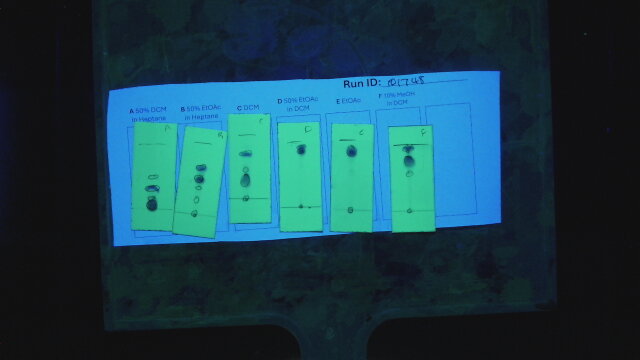 Run ID: 
A 50% DCM in Heptane
B 50% EtOAc in Heptane
C DCM
D 50% EtOAc in DCM
E EtOAc
F 10% MeOH in DCM
A
B
C
D
E
F